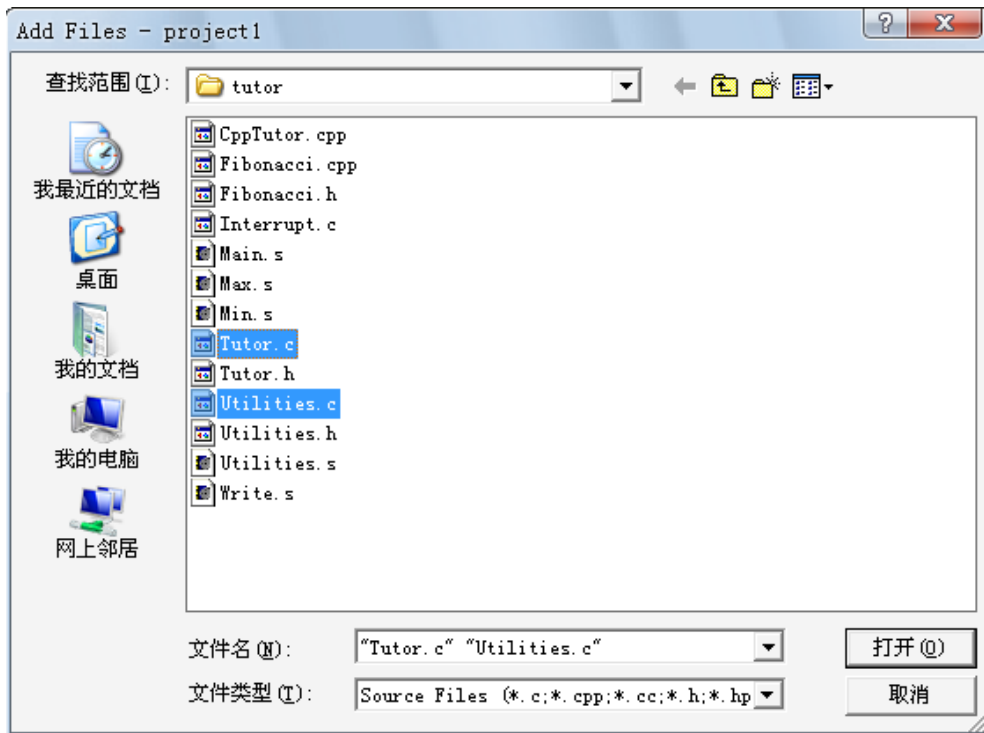 Add Files - project1
查找范围(I):
tutor
我最近的文档
桌面
我的文档
我的电脑
网上邻居
CppTutor.cpp
Fibonacci.cpp
Fibonacci.h
Interrupt.c
Main.s
Max.s
Min.s
Tutor.c
Tutor.h
Utilities.c
Utilities.h
Utilities.s
Write.s
文件名(N):
"Tutor.c" "Utilities.c"
打开(O)
文件类型(T):
Source Files (*.c;*.cpp;*.cc;*.h;*.hp
取消